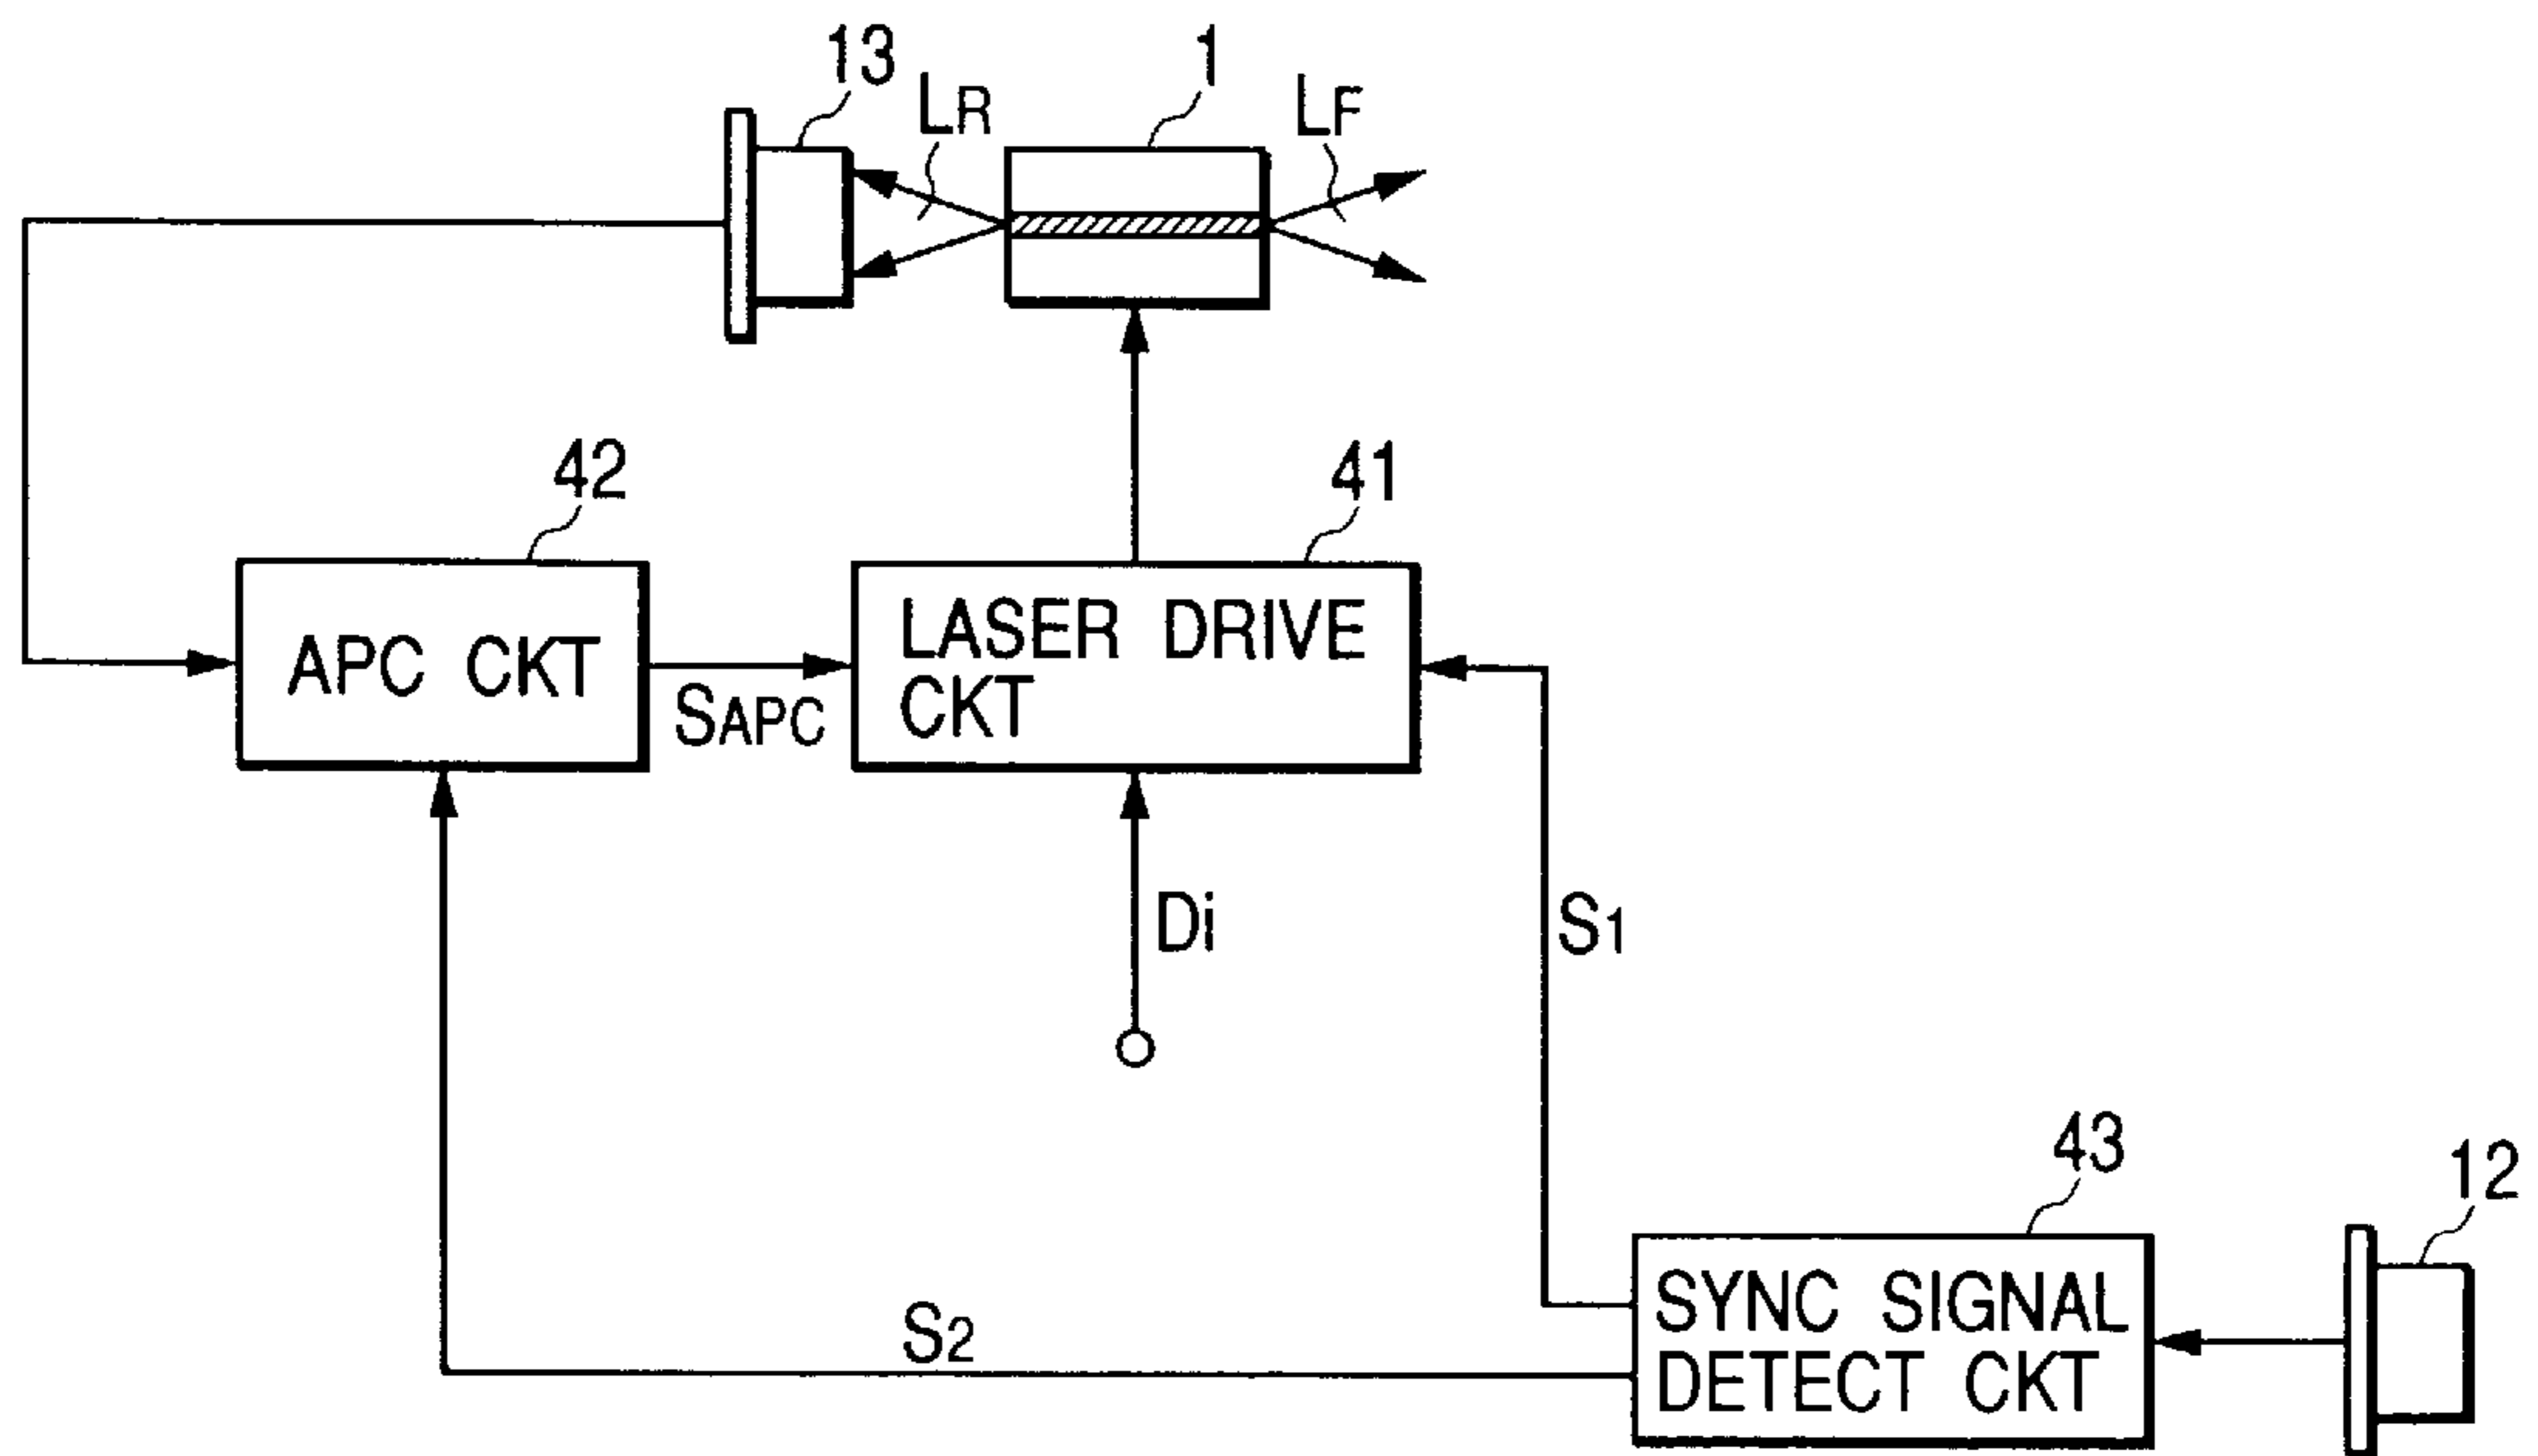 13
1
LR
LF
42
41
APC CKT
SAPC
LASER DRIVE
CKT
Di
S1
43
12
S2
SYNC SIGNAL
DETECT CKT